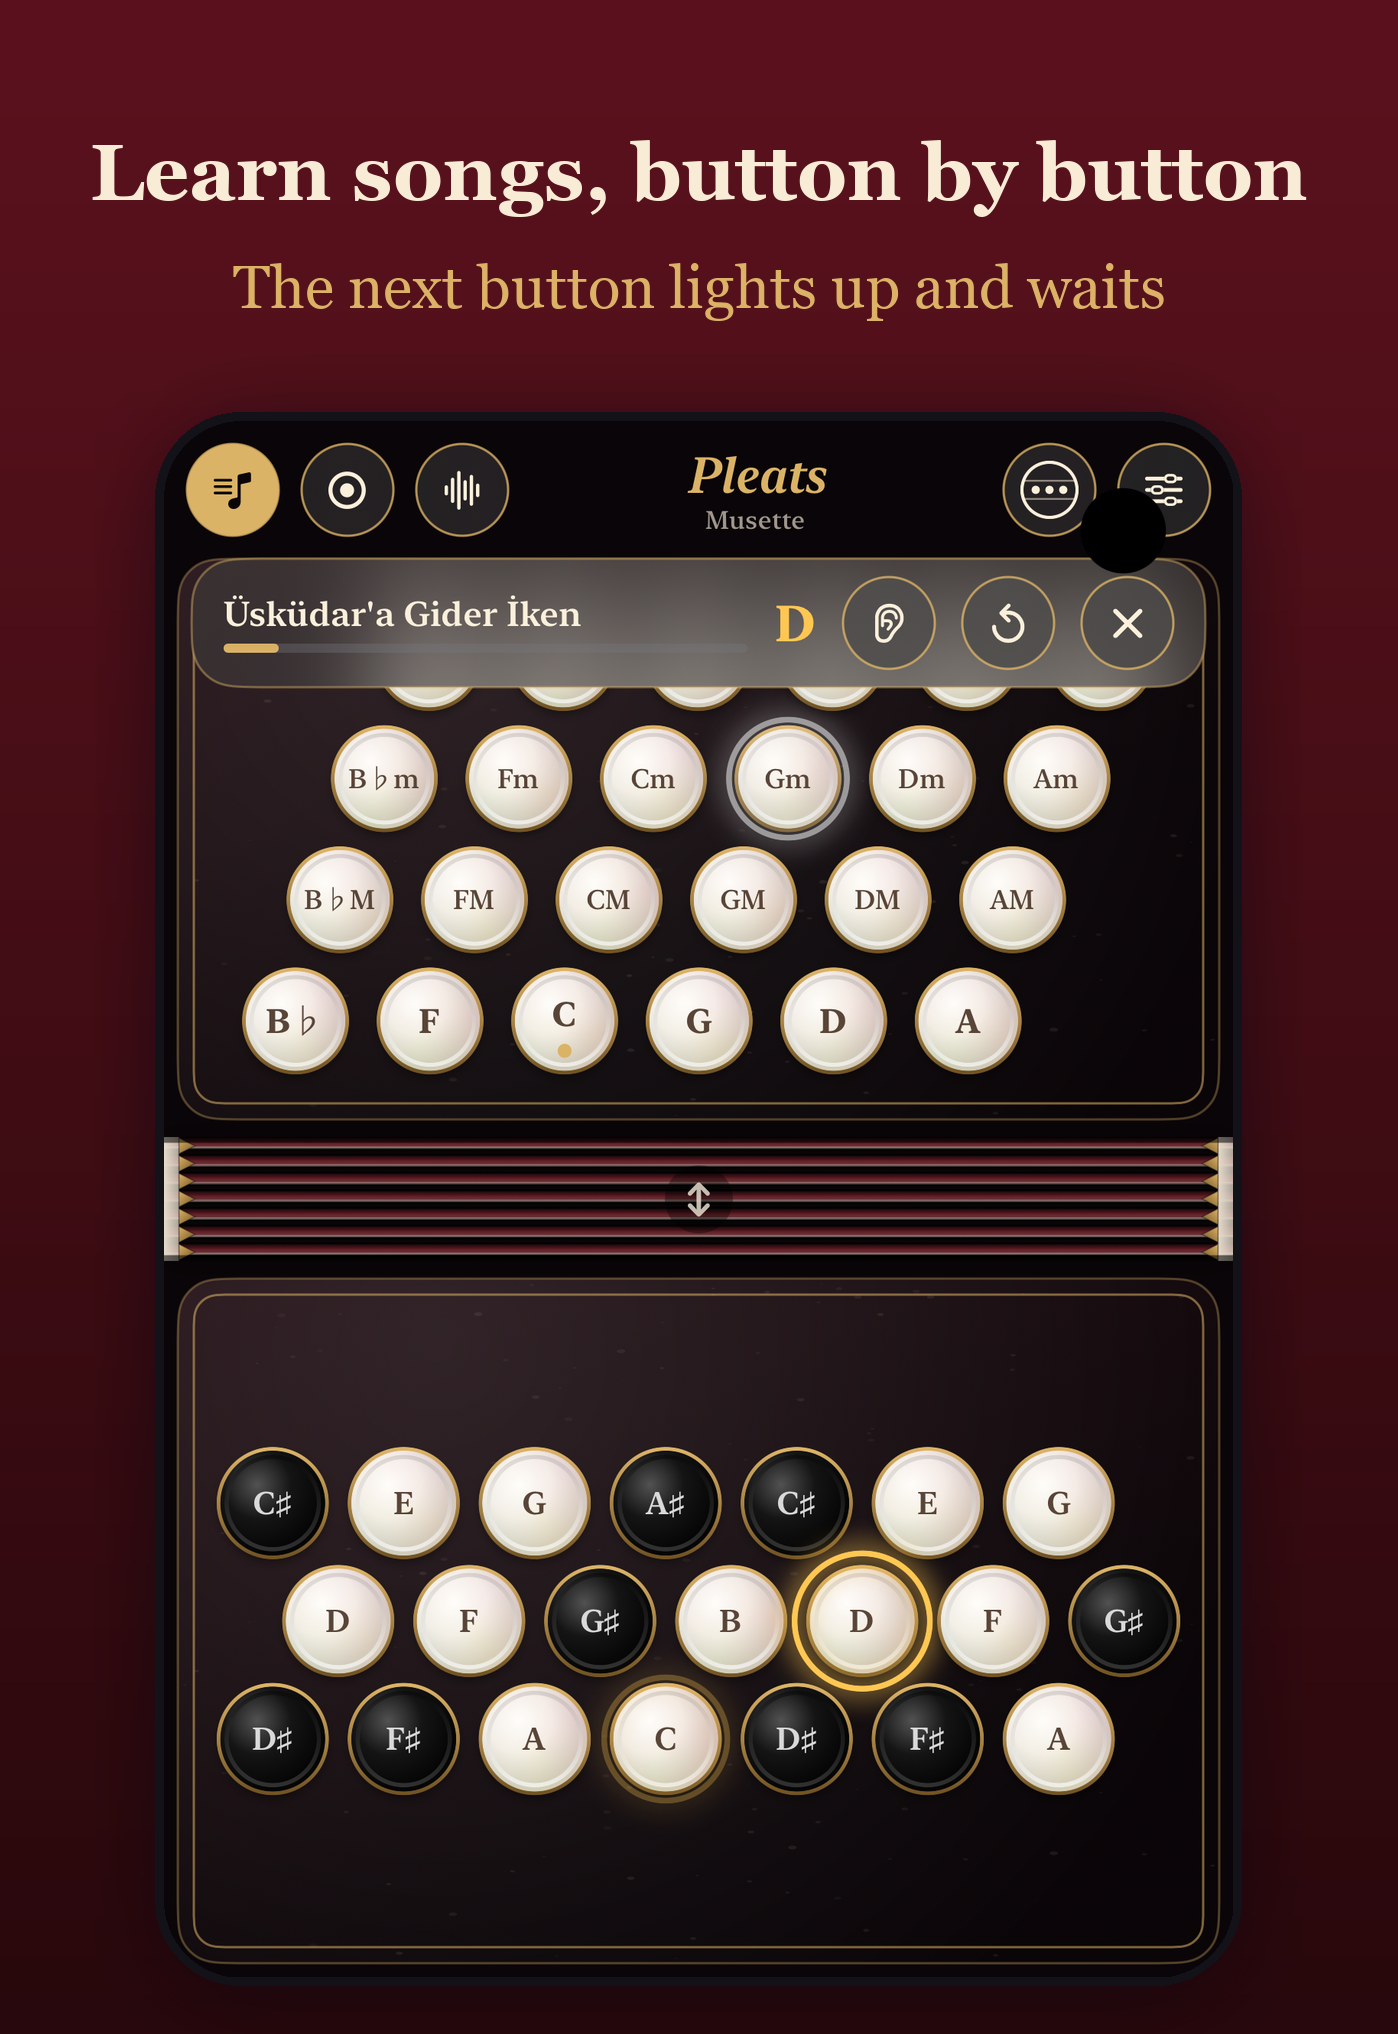 Learn songs, button by button
The next button lights up and waits
Pleats
Musette
Üsküdar'a Gider İken D
B♭m Fm Cm Gm Dm Am
B♭M FM CM GM DM AM
B♭ F C G D A
C♯ E G A♯ C♯ E G
D F G♯ B D F G♯
D♯ F♯ A C D♯ F♯ A